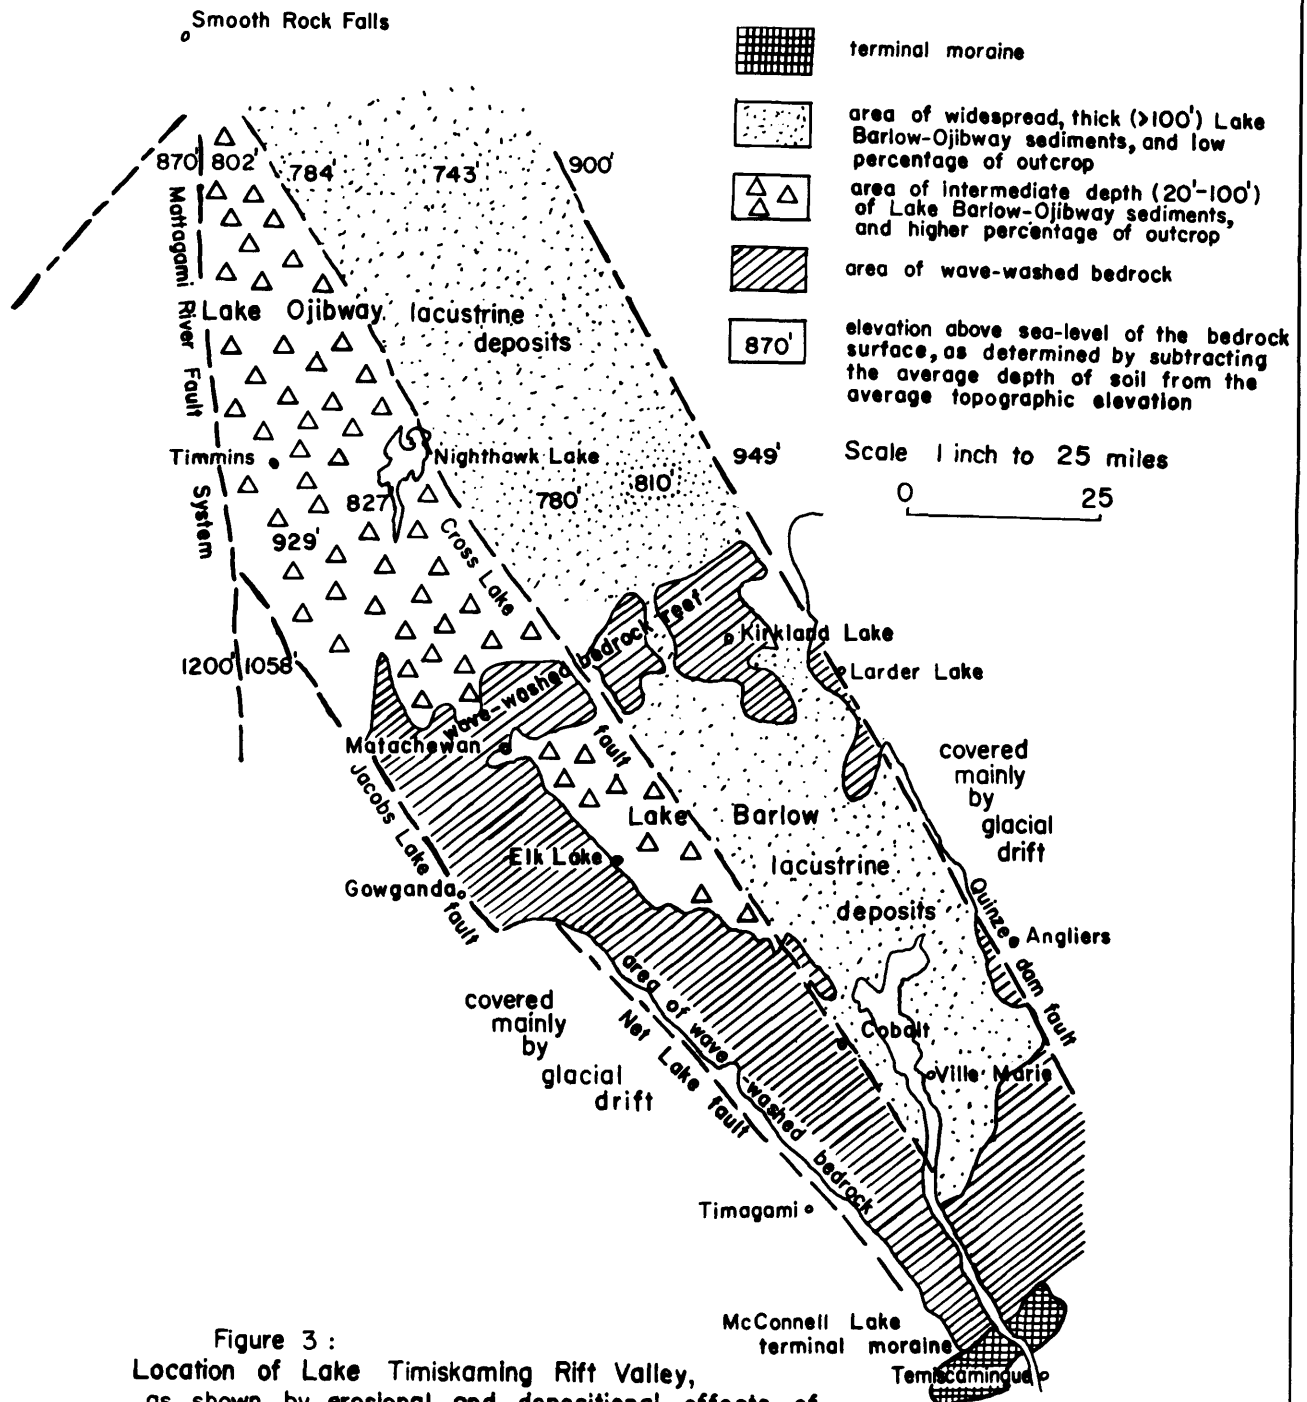 Smooth Rock Falls
terminal moraine
area of widespread, thick (>100') Lake
Barlow-Ojibway sediments, and low
percentage of outcrop
area of intermediate depth (20'-100')
of Lake Barlow-Ojibway sediments,
and higher percentage of outcrop
area of wave-washed bedrock
870'
elevation above sea-level of the bedrock
surface, as determined by subtracting
the average depth of soil from the
average topographic elevation
Scale 1 inch to 25 miles
0 25
870' 802' 784' 743' 900'
Mattagami River Fault System
Lake Ojibway lacustrine
deposits
Timmins
Nighthawk Lake
949'
827'
780'
810'
929'
Cross Lake fault
1200' 1058'
wave-washed bedrock reef
Kirkland Lake
Larder Lake
Matachewan
Jacobs Lake fault
covered
mainly
by
glacial
drift
Lake Barlow
lacustrine
deposits
Elk Lake
Gowganda
Quinze dam fault
Angliers
covered
mainly
by
glacial
drift
area of wave-washed bedrock
Net Lake fault
Cobalt
Ville Marie
Timagami
McConnell Lake
terminal moraine
Temiscamingue
Figure 3:
Location of Lake Timiskaming Rift Valley,
as shown by erosional and depositional effects of